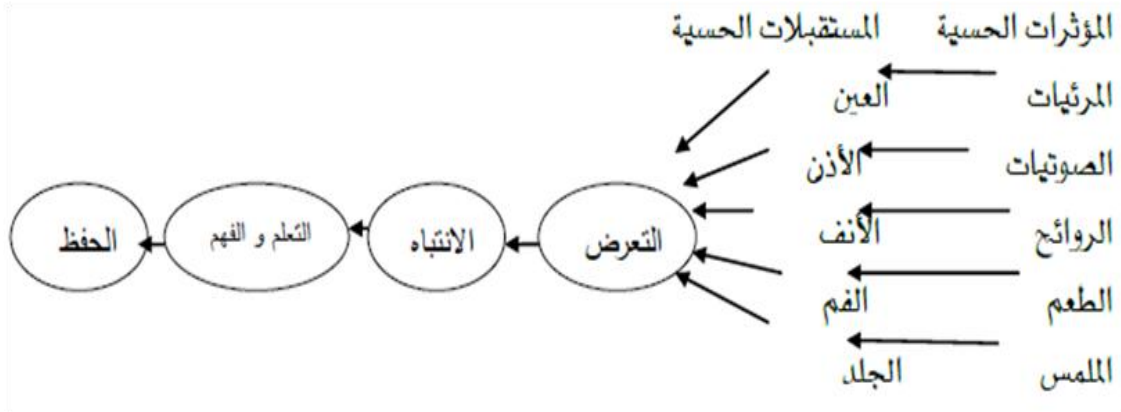 المؤثرات الحسية المستقبلات الحسية
المرئيات العين
الصوتيات الأذن
الروائح الأنف التعرض الانتباه التعلم و الفهم الحفظ
الطعم الفم
الملمس الجلد